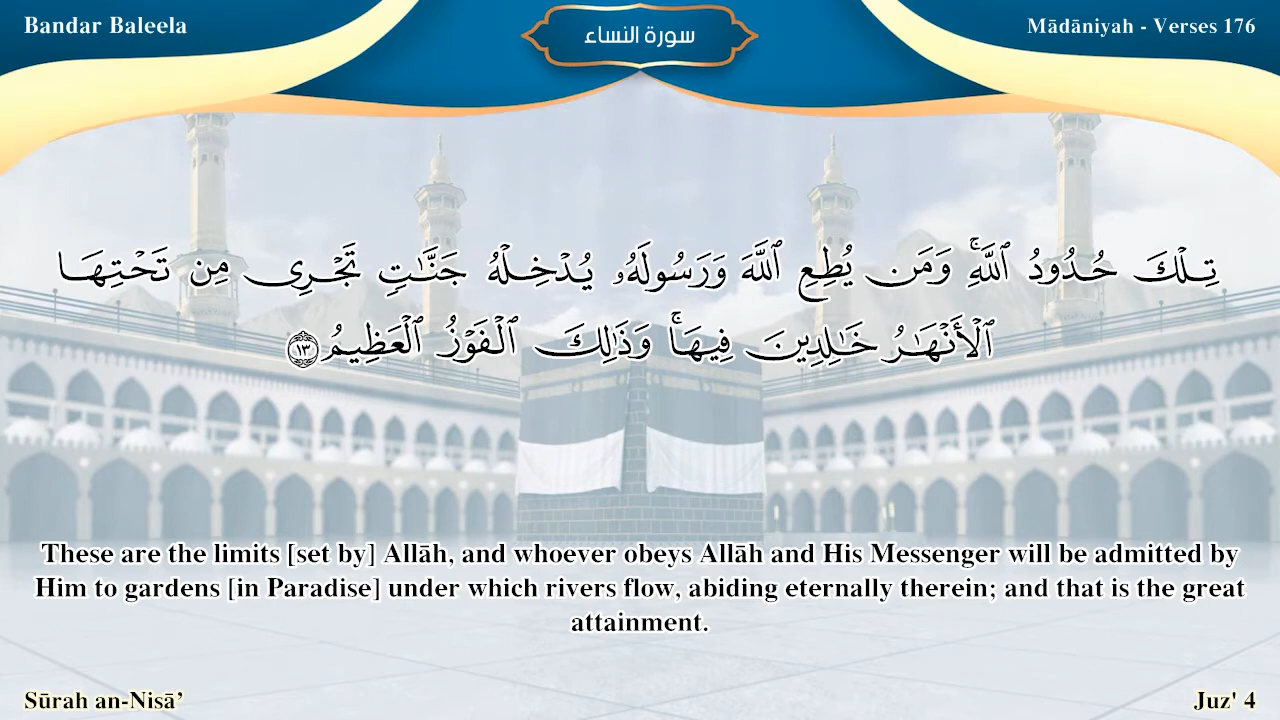 Bandar Baleela
سورة النساء
Mādāniyah - Verses 176
تِلْكَ حُدُودُ ٱللَّهِۚ وَمَن يُطِعِ ٱللَّهَ وَرَسُولَهُۥ يُدْخِلْهُ جَنَّٰتٍ تَجْرِى مِن تَحْتِهَا
ٱلْأَنْهَٰرُ خَٰلِدِينَ فِيهَاۚ وَذَٰلِكَ ٱلْفَوْزُ ٱلْعَظِيمُ ١٣
These are the limits [set by] Allāh, and whoever obeys Allāh and His Messenger will be admitted by
Him to gardens [in Paradise] under which rivers flow, abiding eternally therein; and that is the great
attainment.
Sūrah an-Nisā’
Juz' 4